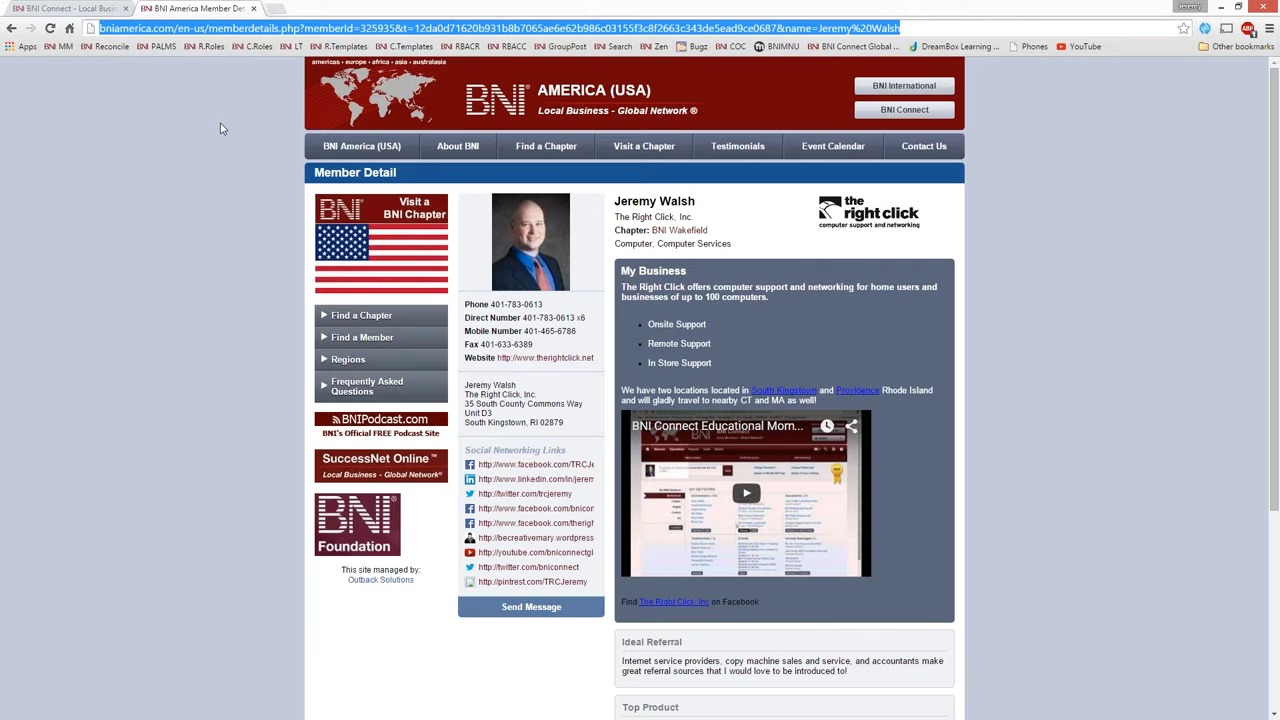 BNI Connect - Local Busin
BNI America Member Det
Jeremy
bniamerica.com/en-us/memberdetails.php?memberId=325935&t=12da0d71620b931b8b7065ae6e62b986c03155f3c8f2663c343de5ead9ce0687&name=Jeremy%20Walsh
Apps BNI MM BNI Reconcile BNI PALMS BNI R.Roles BNI C.Roles BNI LT BNI R.Templates BNI C.Templates BNI RBACR BNI RBACC BNI GroupPost BNI Search BNI Zen Bugz BNI COC BNIMNU BNI BNI Connect Global ... DreamBox Learning ... Phones YouTube Other bookmarks
americas • europe • africa • asia • australasia
BNI® AMERICA (USA)
Local Business - Global Network ®
BNI International
BNI Connect
BNI America (USA) About BNI Find a Chapter Visit a Chapter Testimonials Event Calendar Contact Us
Member Detail
BNI Visit a
BNI Chapter
Find a Chapter
Find a Member
Regions
Frequently Asked
Questions
BNIPodcast.com
BNI's Official FREE Podcast Site
SuccessNet Online™
Local Business - Global Network®
BNI®
Foundation
This site managed by:
Outback Solutions
Phone 401-783-0613
Direct Number 401-783-0613 x6
Mobile Number 401-465-6786
Fax 401-633-6389
Website http://www.therightclick.net
Jeremy Walsh
The Right Click, Inc.
35 South County Commons Way
Unit D3
South Kingstown, RI 02879
Social Networking Links
http://www.facebook.com/TRCJe
http://www.linkedin.com/in/jerem
http://twitter.com/trcjeremy
http://www.facebook.com/bnicon
http://www.facebook.com/therigh
http://becreativemary.wordpress
http://youtube.com/bniconnectgl
http://twitter.com/bniconnect
http://pintrest.com/TRCJeremy
Send Message
Jeremy Walsh
The Right Click, Inc.
Chapter: BNI Wakefield
Computer, Computer Services
the
right click
computer support and networking
My Business
The Right Click offers computer support and networking for home users and
businesses of up to 100 computers.
• Onsite Support
• Remote Support
• In Store Support
We have two locations located in South Kingstown and Providence Rhode Island
and will gladly travel to nearby CT and MA as well!
BNI Connect Educational Mom...
Find The Right Click, Inc on Facebook
Ideal Referral
Internet service providers, copy machine sales and service, and accountants make
great referral sources that I would love to be introduced to!
Top Product